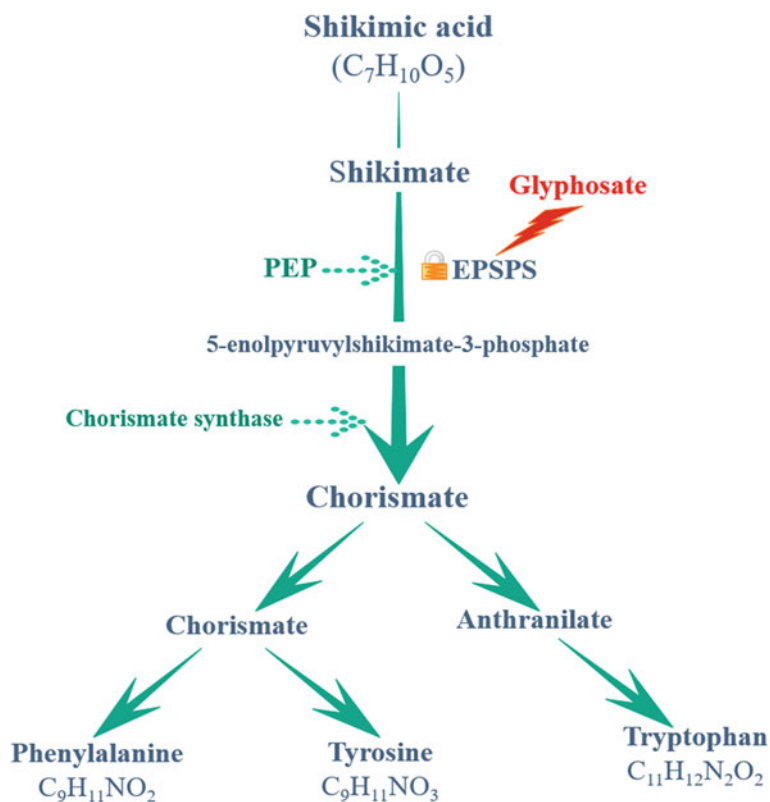 Shikimic acid
(C₇H₁₀O₅)
Shikimate
Glyphosate
PEP
EPSPS
5-enolpyruvylshikimate-3-phosphate
Chorismate synthase
Chorismate
Chorismate
Anthranilate
Phenylalanine
C₉H₁₁NO₂
Tyrosine
C₉H₁₁NO₃
Tryptophan
C₁₁H₁₂N₂O₂